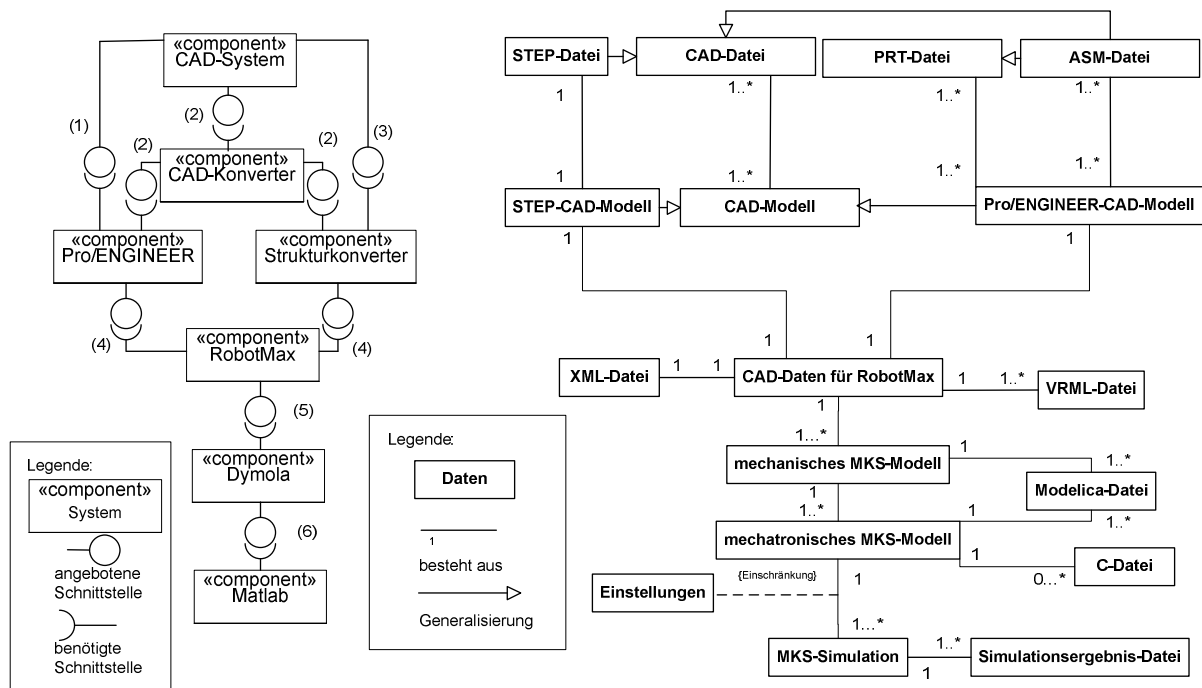 «component»
CAD-System
(1)
(2)
(3)
(2)
(2)
«component»
CAD-Konverter
«component»
Pro/ENGINEER
«component»
Strukturkonverter
(4)
(4)
«component»
RobotMax
(5)
«component»
Dymola
(6)
«component»
Matlab
Legende:
«component»
System
angebotene
Schnittstelle
benötigte
Schnittstelle
Legende:
Daten
1
besteht aus
Generalisierung
STEP-Datei
CAD-Datei
PRT-Datei
ASM-Datei
1
1..*
1..*
1..*
1
1..*
1..*
1..*
STEP-CAD-Modell
CAD-Modell
Pro/ENGINEER-CAD-Modell
1
1
1
1
XML-Datei
1
1
CAD-Daten für RobotMax
1
1..*
VRML-Datei
1
1...*
mechanisches MKS-Modell
1
1..*
Modelica-Datei
1
1..*
1
1..*
mechatronisches MKS-Modell
1
0...*
C-Datei
{Einschränkung}
Einstellungen
1
1...*
MKS-Simulation
1
1..*
Simulationsergebnis-Datei